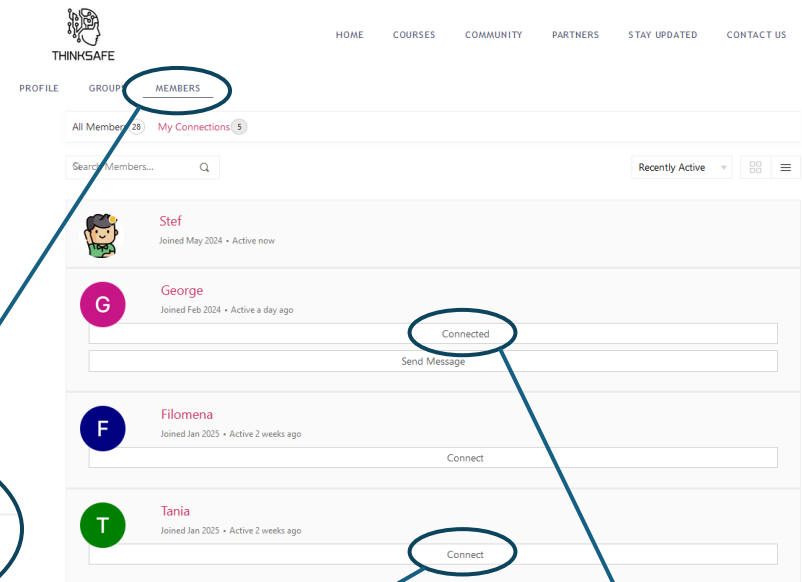 THINKSAFE
HOME COURSES COMMUNITY PARTNERS STAY UPDATED CONTACT US
PROFILE GROUPS MEMBERS
All Members 28 My Connections 5
Search Members... Recently Active
Stef
Joined May 2024 • Active now
G George
Joined Feb 2024 • Active a day ago
Connected
Send Message
F Filomena
Joined Jan 2025 • Active 2 weeks ago
Connect
T Tania
Joined Jan 2025 • Active 2 weeks ago
Connect